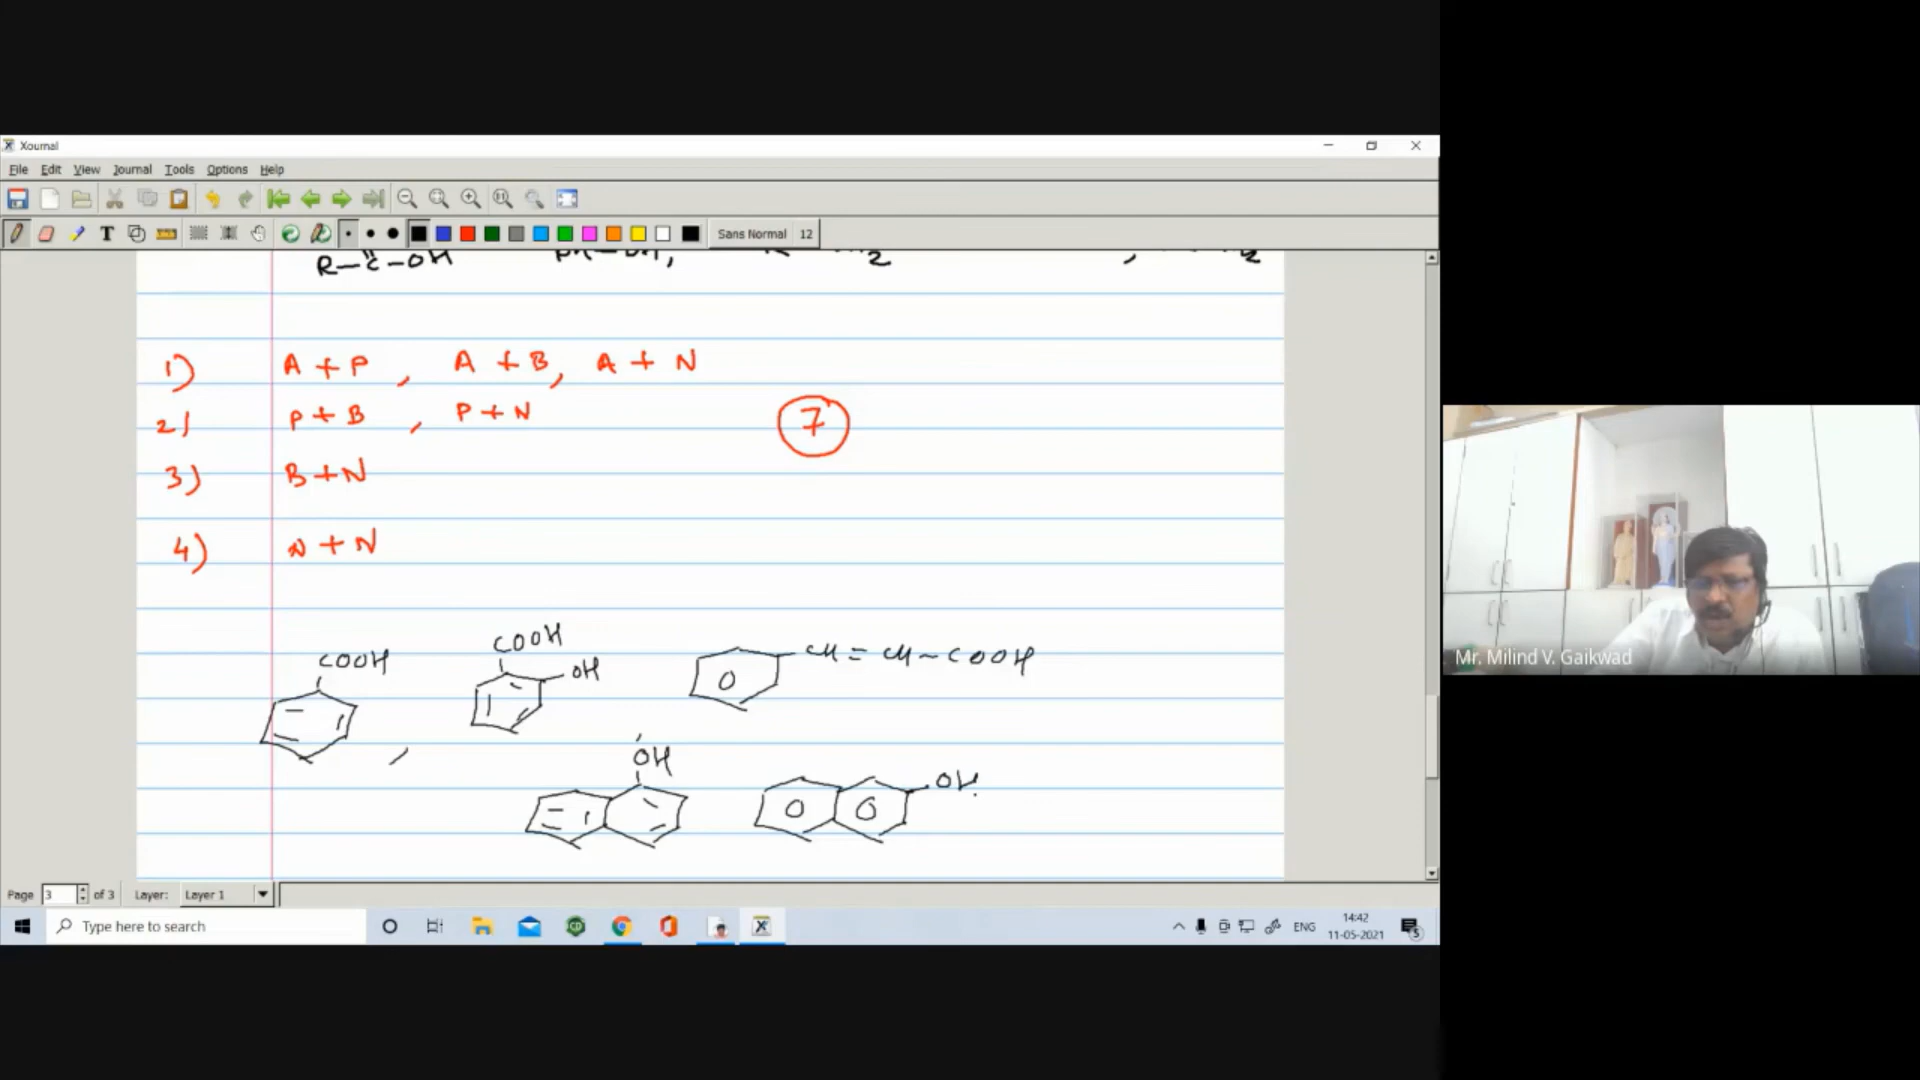 Xournal
File Edit View Journal Tools Options Help
Sans Normal 12
R-C-OH
1) A + P , A + B, A + N
2) P + B , P + N
7
3) B + N
4) N + N
COOH
COOH
OH
CH = CH - COOH
,
OH
OH
Mr. Milind V. Gaikwad
Page 3 of 3 Layer: Layer 1
Type here to search
ENG
14:42
11-05-2021
5